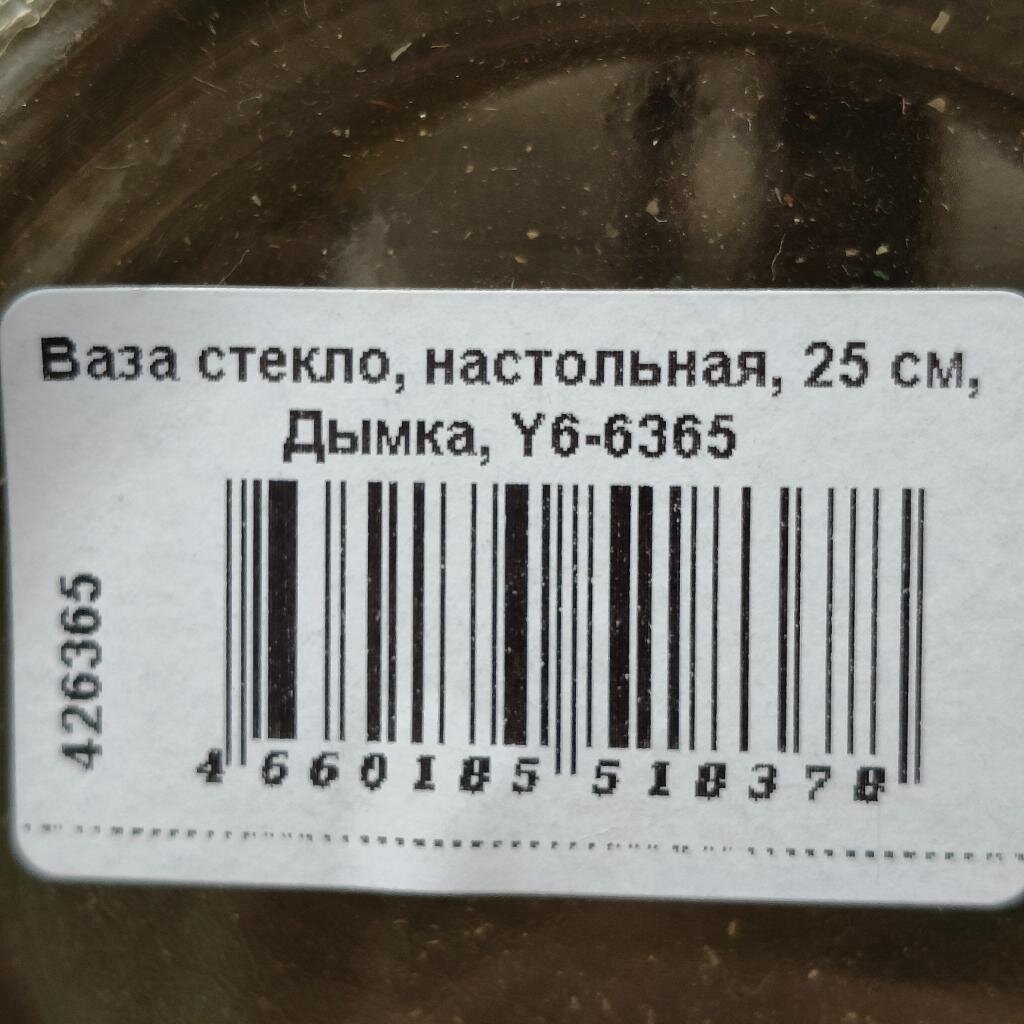 Ваза стекло, настольная, 25 см,
Дымка, Y6-6365
426365
4 660185 518378